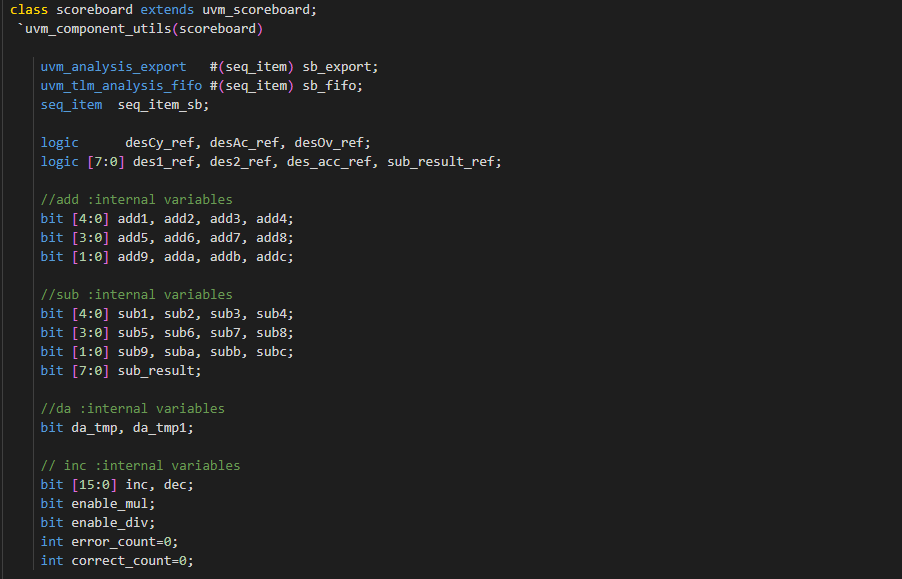 class scoreboard extends uvm_scoreboard;
`uvm_component_utils(scoreboard)
uvm_analysis_export #(seq_item) sb_export;
uvm_tlm_analysis_fifo #(seq_item) sb_fifo;
seq_item seq_item_sb;
logic desCy_ref, desAc_ref, desOv_ref;
logic [7:0] des1_ref, des2_ref, des_acc_ref, sub_result_ref;
//add :internal variables
bit [4:0] add1, add2, add3, add4;
bit [3:0] add5, add6, add7, add8;
bit [1:0] add9, adda, addb, addc;
//sub :internal variables
bit [4:0] sub1, sub2, sub3, sub4;
bit [3:0] sub5, sub6, sub7, sub8;
bit [1:0] sub9, suba, subb, subc;
bit [7:0] sub_result;
//da :internal variables
bit da_tmp, da_tmp1;
// inc :internal variables
bit [15:0] inc, dec;
bit enable_mul;
bit enable_div;
int error_count=0;
int correct_count=0;